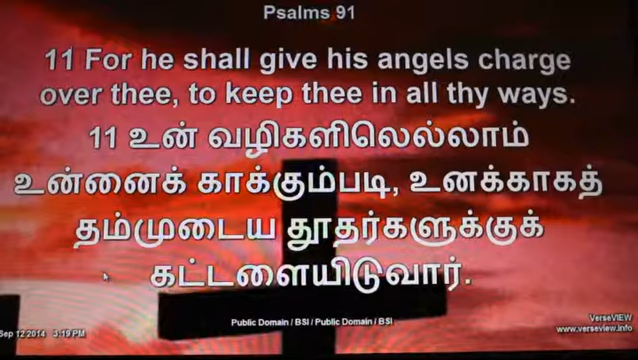 Psalms 91
11 For he shall give his angels charge
over thee, to keep thee in all thy ways.
11 உன் வழிகளிலெல்லாம்
உன்னைக் காக்கும்படி, உனக்காகத்
தம்முடைய தூதர்களுக்குக்
கட்டளையிடுவார்.
Public Domain / BSI / Public Domain / BSI
Sep 12 2014 3:19 PM
VerseVIEW
www.verseview.info